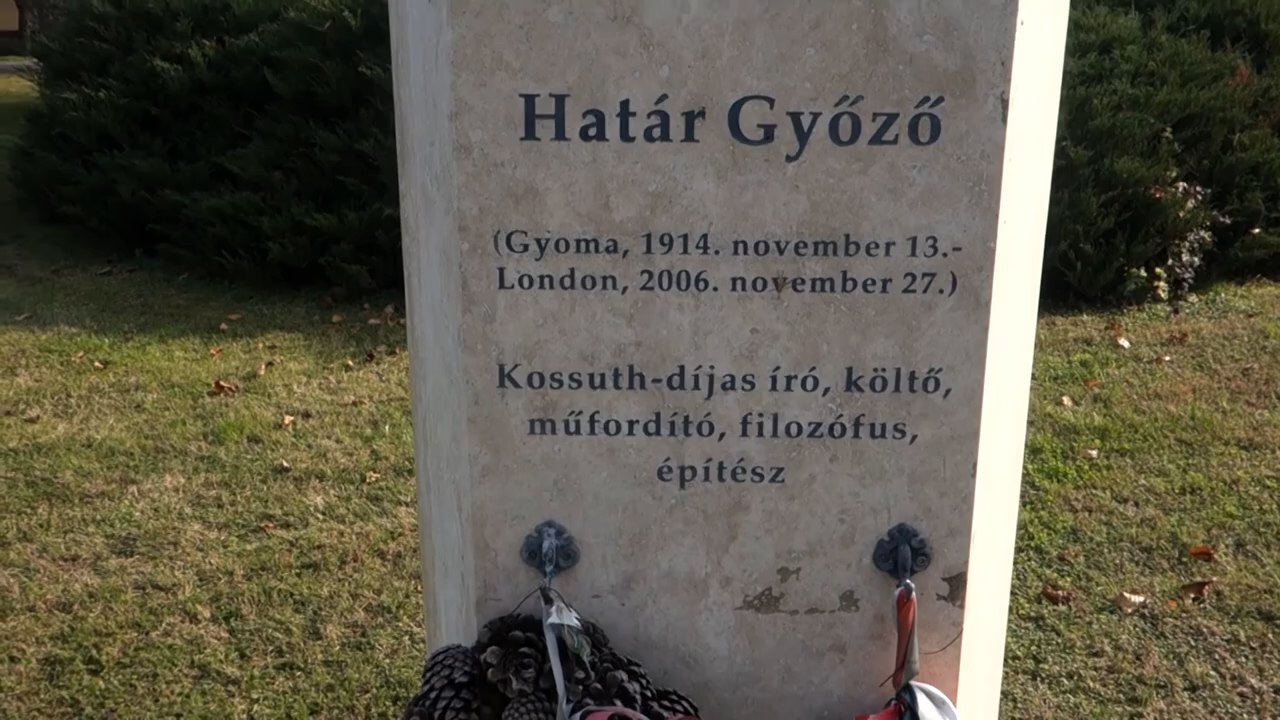 Határ Győző
(Gyoma, 1914. november 13.-
London, 2006. november 27.)
Kossuth-díjas író, költő,
műfordító, filozófus,
építész